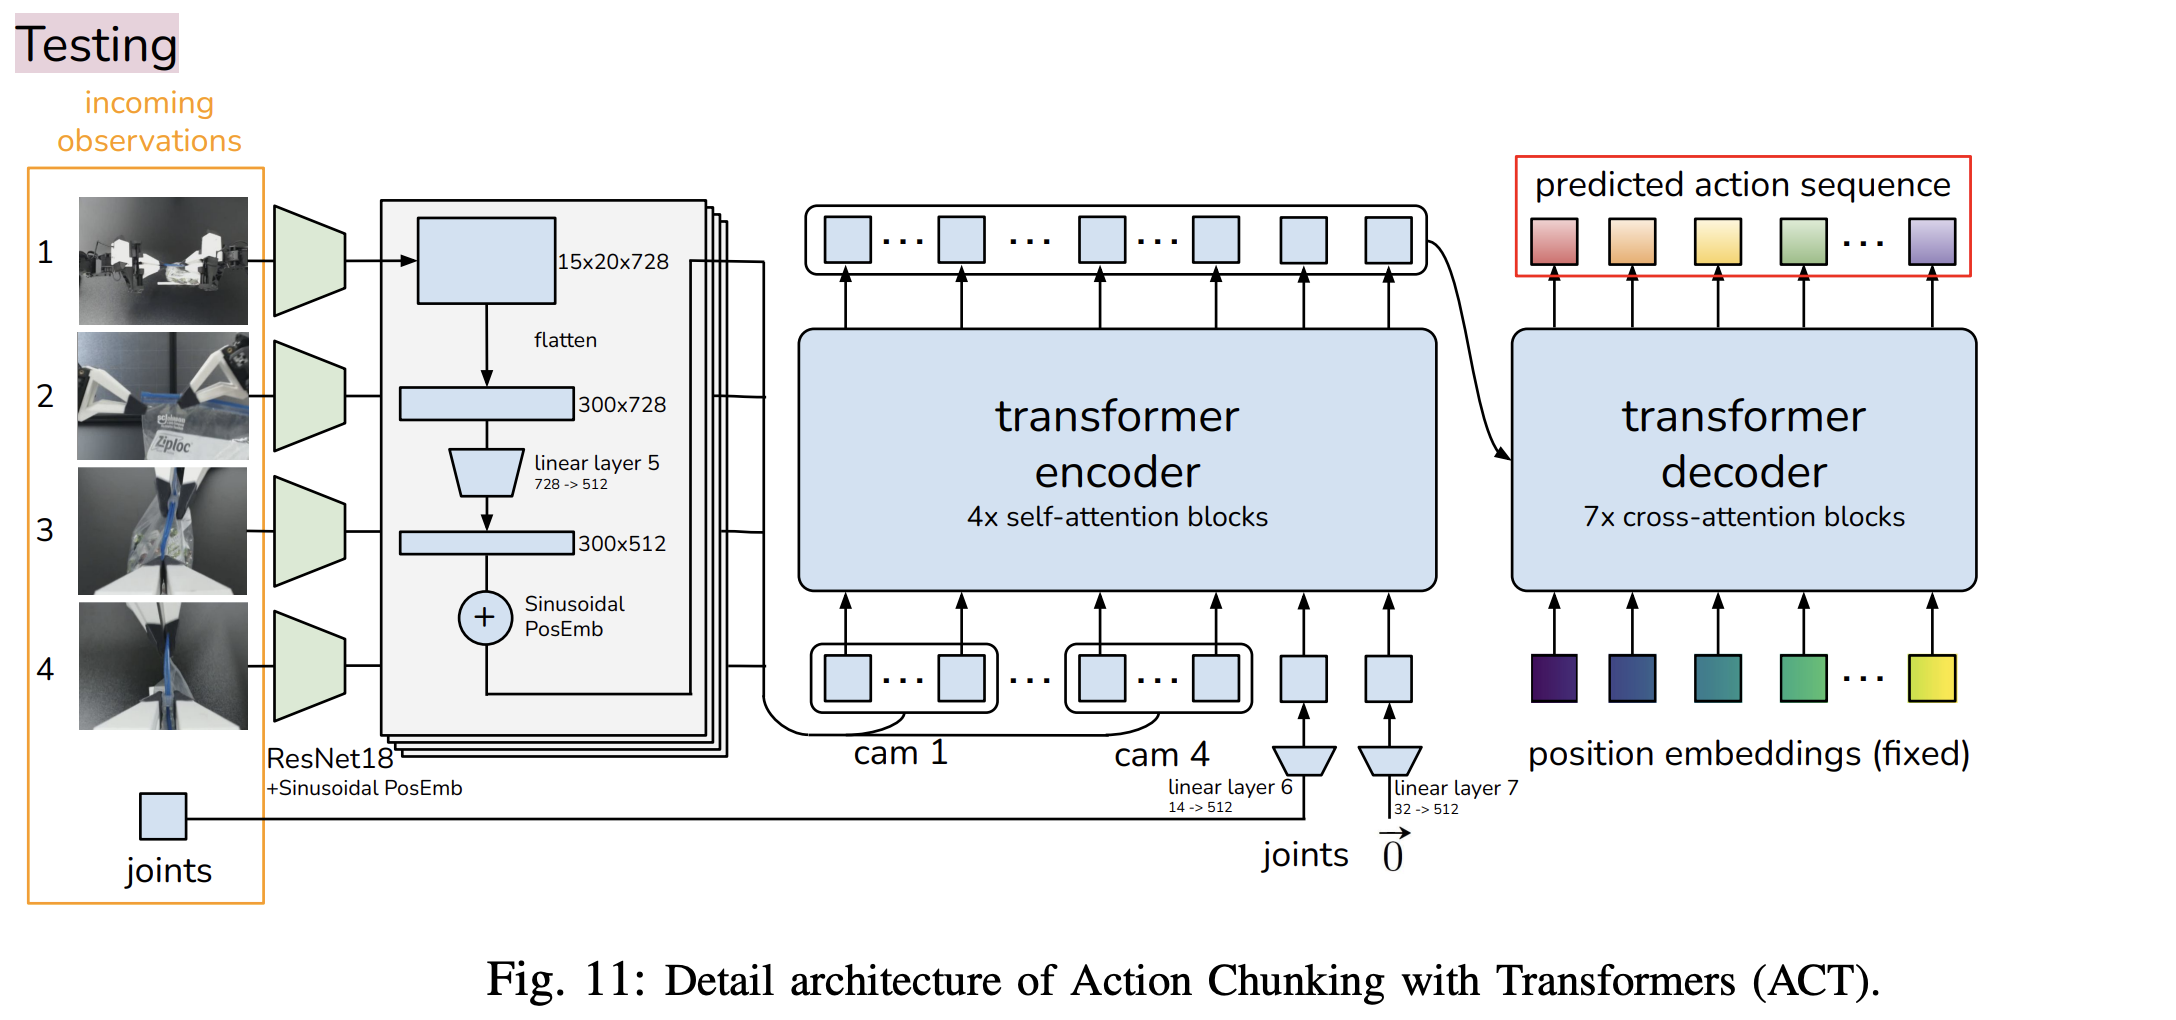 Testing
incoming
observations
1
2
Ziploc
3
4
joints
ResNet18
+Sinusoidal PosEmb
15x20x728
flatten
300x728
linear layer 5
728 -> 512
300x512
+
Sinusoidal
PosEmb
transformer
encoder
4x self-attention blocks
cam 1
cam 4
linear layer 6
14 -> 512
joints
linear layer 7
32 -> 512
0
predicted action sequence
transformer
decoder
7x cross-attention blocks
position embeddings (fixed)
Fig. 11: Detail architecture of Action Chunking with Transformers (ACT).